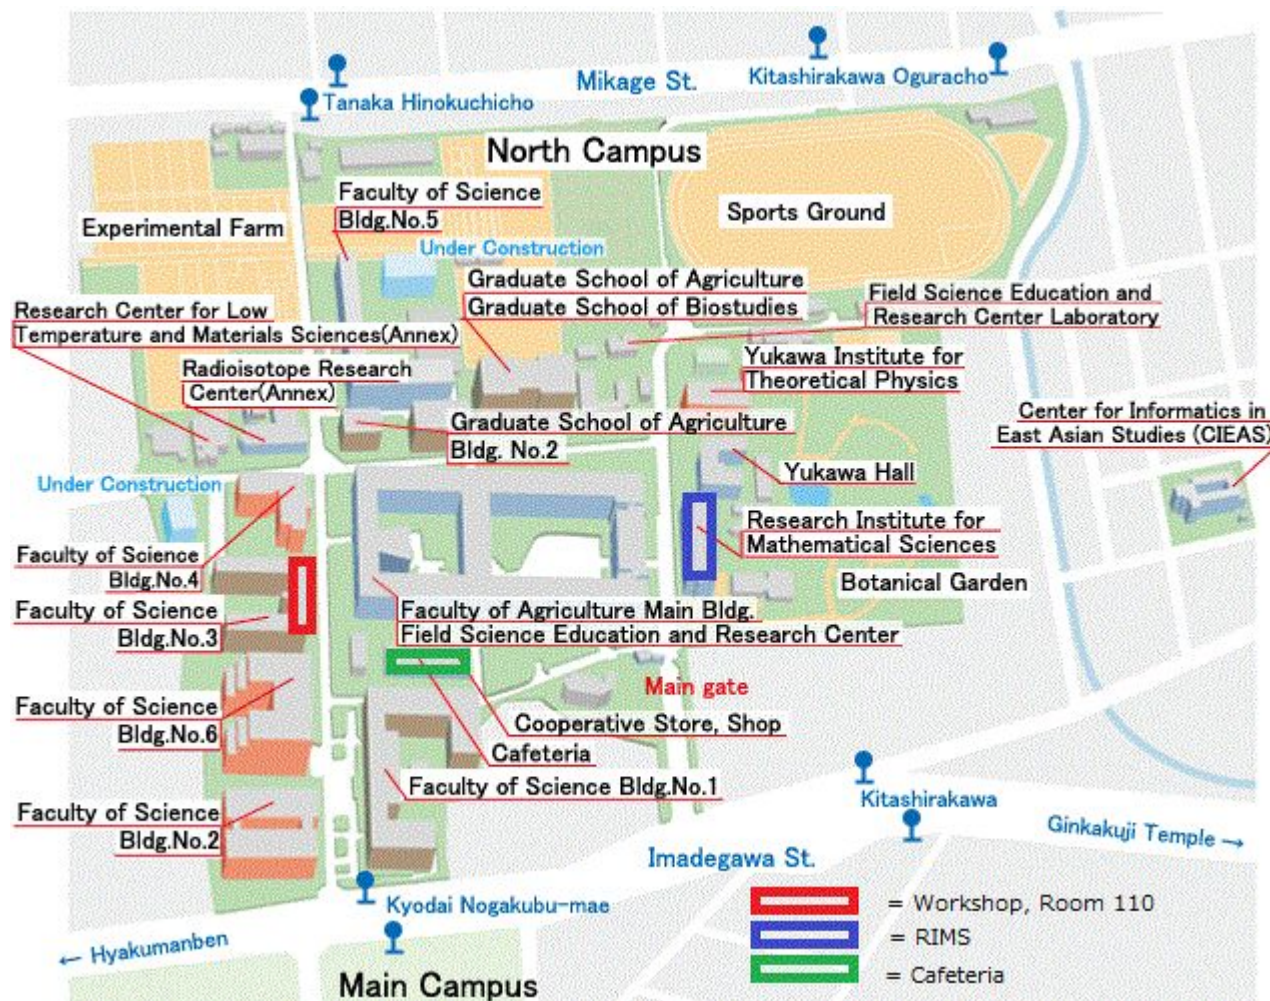 Mikage St.
Kitashirakawa Oguracho
Tanaka Hinokuchicho
North Campus
Faculty of Science
Bldg.No.5
Sports Ground
Experimental Farm
Under Construction
Graduate School of Agriculture
Graduate School of Biostudies
Field Science Education and
Research Center Laboratory
Research Center for Low
Temperature and Materials Sciences(Annex)
Yukawa Institute for
Theoretical Physics
Radioisotope Research
Center(Annex)
Center for Informatics in
East Asian Studies (CIEAS)
Graduate School of Agriculture
Bldg. No.2
Yukawa Hall
Under Construction
Research Institute for
Mathematical Sciences
Faculty of Science
Bldg.No.4
Botanical Garden
Faculty of Science
Bldg.No.3
Faculty of Agriculture Main Bldg.
Field Science Education and Research Center
Main gate
Faculty of Science
Bldg.No.6
Cooperative Store, Shop
Cafeteria
Faculty of Science Bldg.No.1
Kitashirakawa
Faculty of Science
Bldg.No.2
Ginkakuji Temple →
Imadegawa St.
Kyodai Nogakubu-mae
= Workshop, Room 110
= RIMS
= Cafeteria
← Hyakumanben
Main Campus